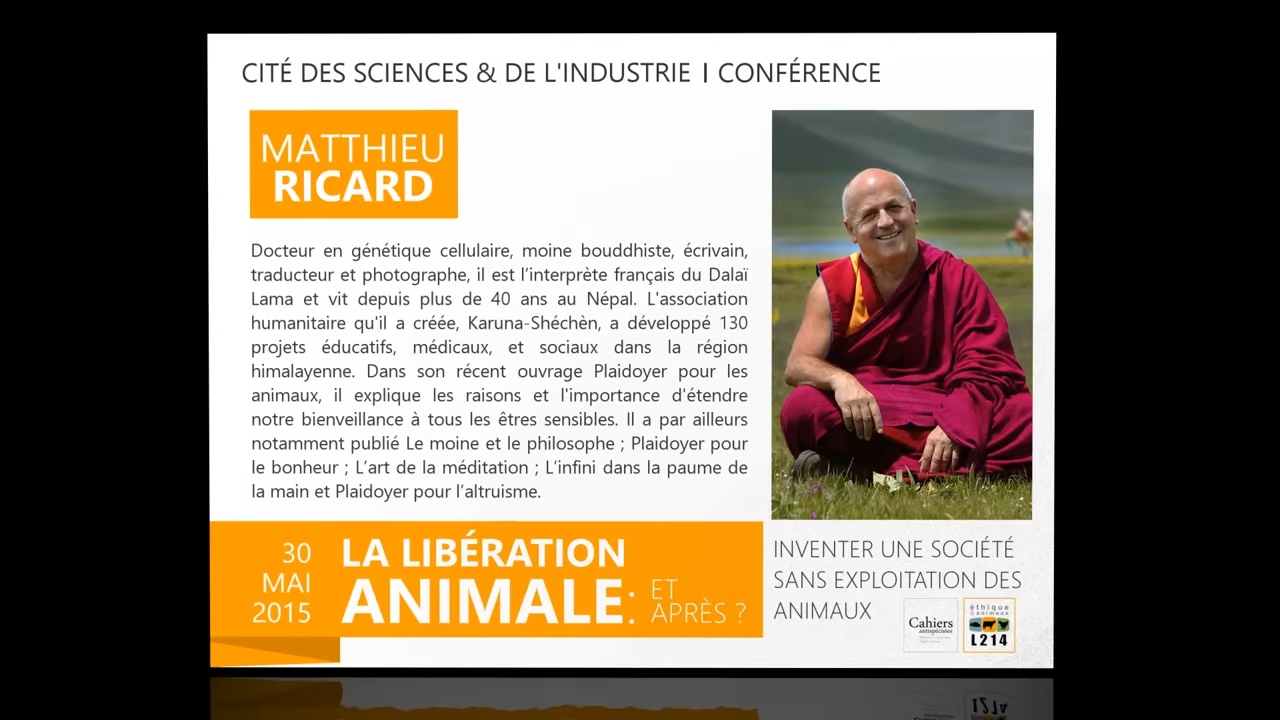 CITÉ DES SCIENCES & DE L'INDUSTRIE I CONFÉRENCE
MATTHIEU
RICARD
Docteur en génétique cellulaire, moine bouddhiste, écrivain,
traducteur et photographe, il est l’interprète français du Dalaï
Lama et vit depuis plus de 40 ans au Népal. L'association
humanitaire qu'il a créée, Karuna-Shéchèn, a développé 130
projets éducatifs, médicaux, et sociaux dans la région
himalayenne. Dans son récent ouvrage Plaidoyer pour les
animaux, il explique les raisons et l'importance d'étendre
notre bienveillance à tous les êtres sensibles. Il a par ailleurs
notamment publié Le moine et le philosophe ; Plaidoyer pour
le bonheur ; L’art de la méditation ; L’infini dans la paume de
la main et Plaidoyer pour l’altruisme.
30
MAI
2015
LA LIBÉRATION
ANIMALE:
ET
APRÈS ?
INVENTER UNE SOCIÉTÉ
SANS EXPLOITATION DES
ANIMAUX
Cahiers
antispécistes
éthique
& animaux
L214